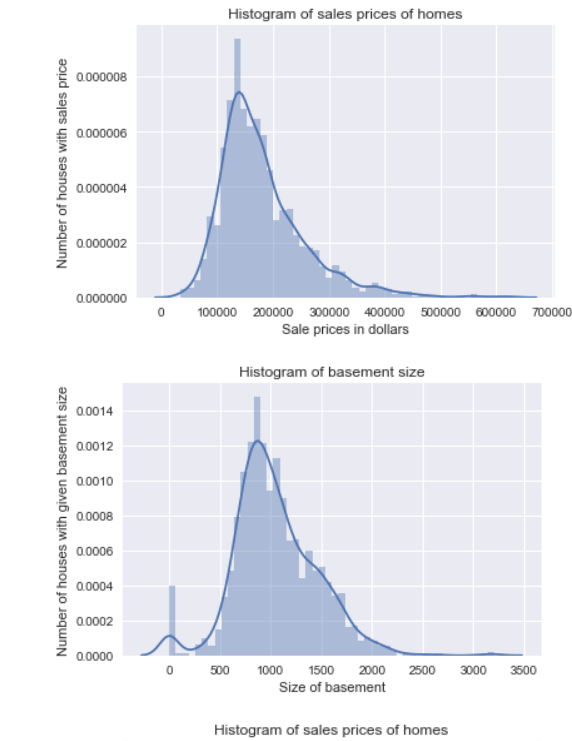 Histogram of sales prices of homes
Number of houses with sales price
0.000008
0.000006
0.000004
0.000002
0.000000
0 100000 200000 300000 400000 500000 600000 700000
Sale prices in dollars
Histogram of basement size
Number of houses with given basement size
0.0014
0.0012
0.0010
0.0008
0.0006
0.0004
0.0002
0.0000
0 500 1000 1500 2000 2500 3000 3500
Size of basement
Histogram of sales prices of homes